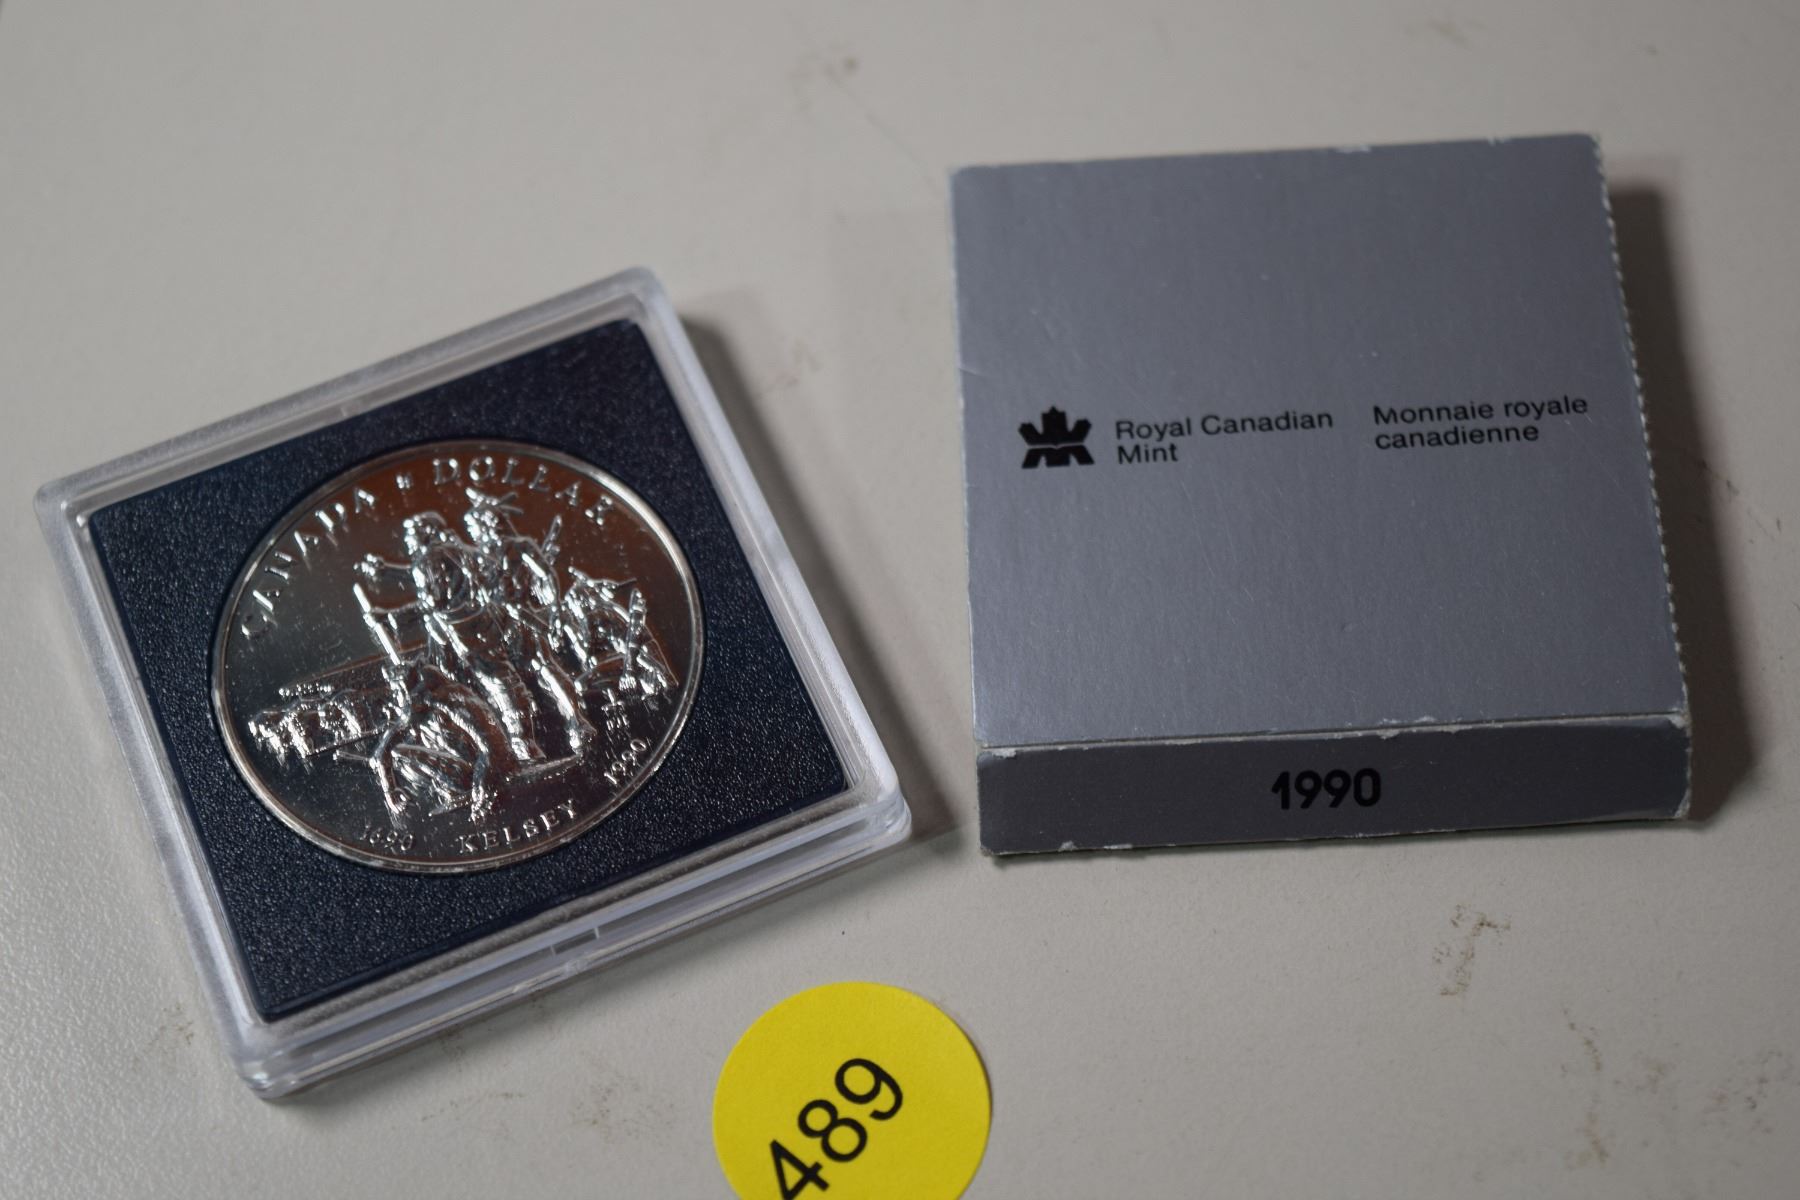 CANADA DOLLAR
1690 KELSEY 1990
Royal Canadian
Mint
Monnaie royale
canadienne
1990
489